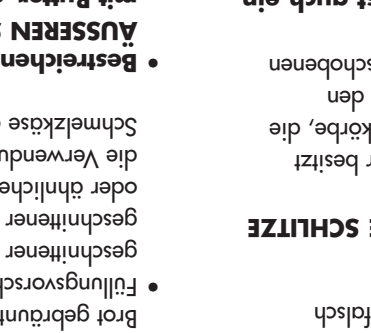 falsch
SCHLITZE
besitzt
körbe, die
den
schobenen
auch ein
Brot gebräunt
• Füllungsvorsch
geschnittener
geschnittener
oder ähnliche
die Verwendu
Schmelzkäse
• Bestreichen
ÄUSSEREN
mit Butter